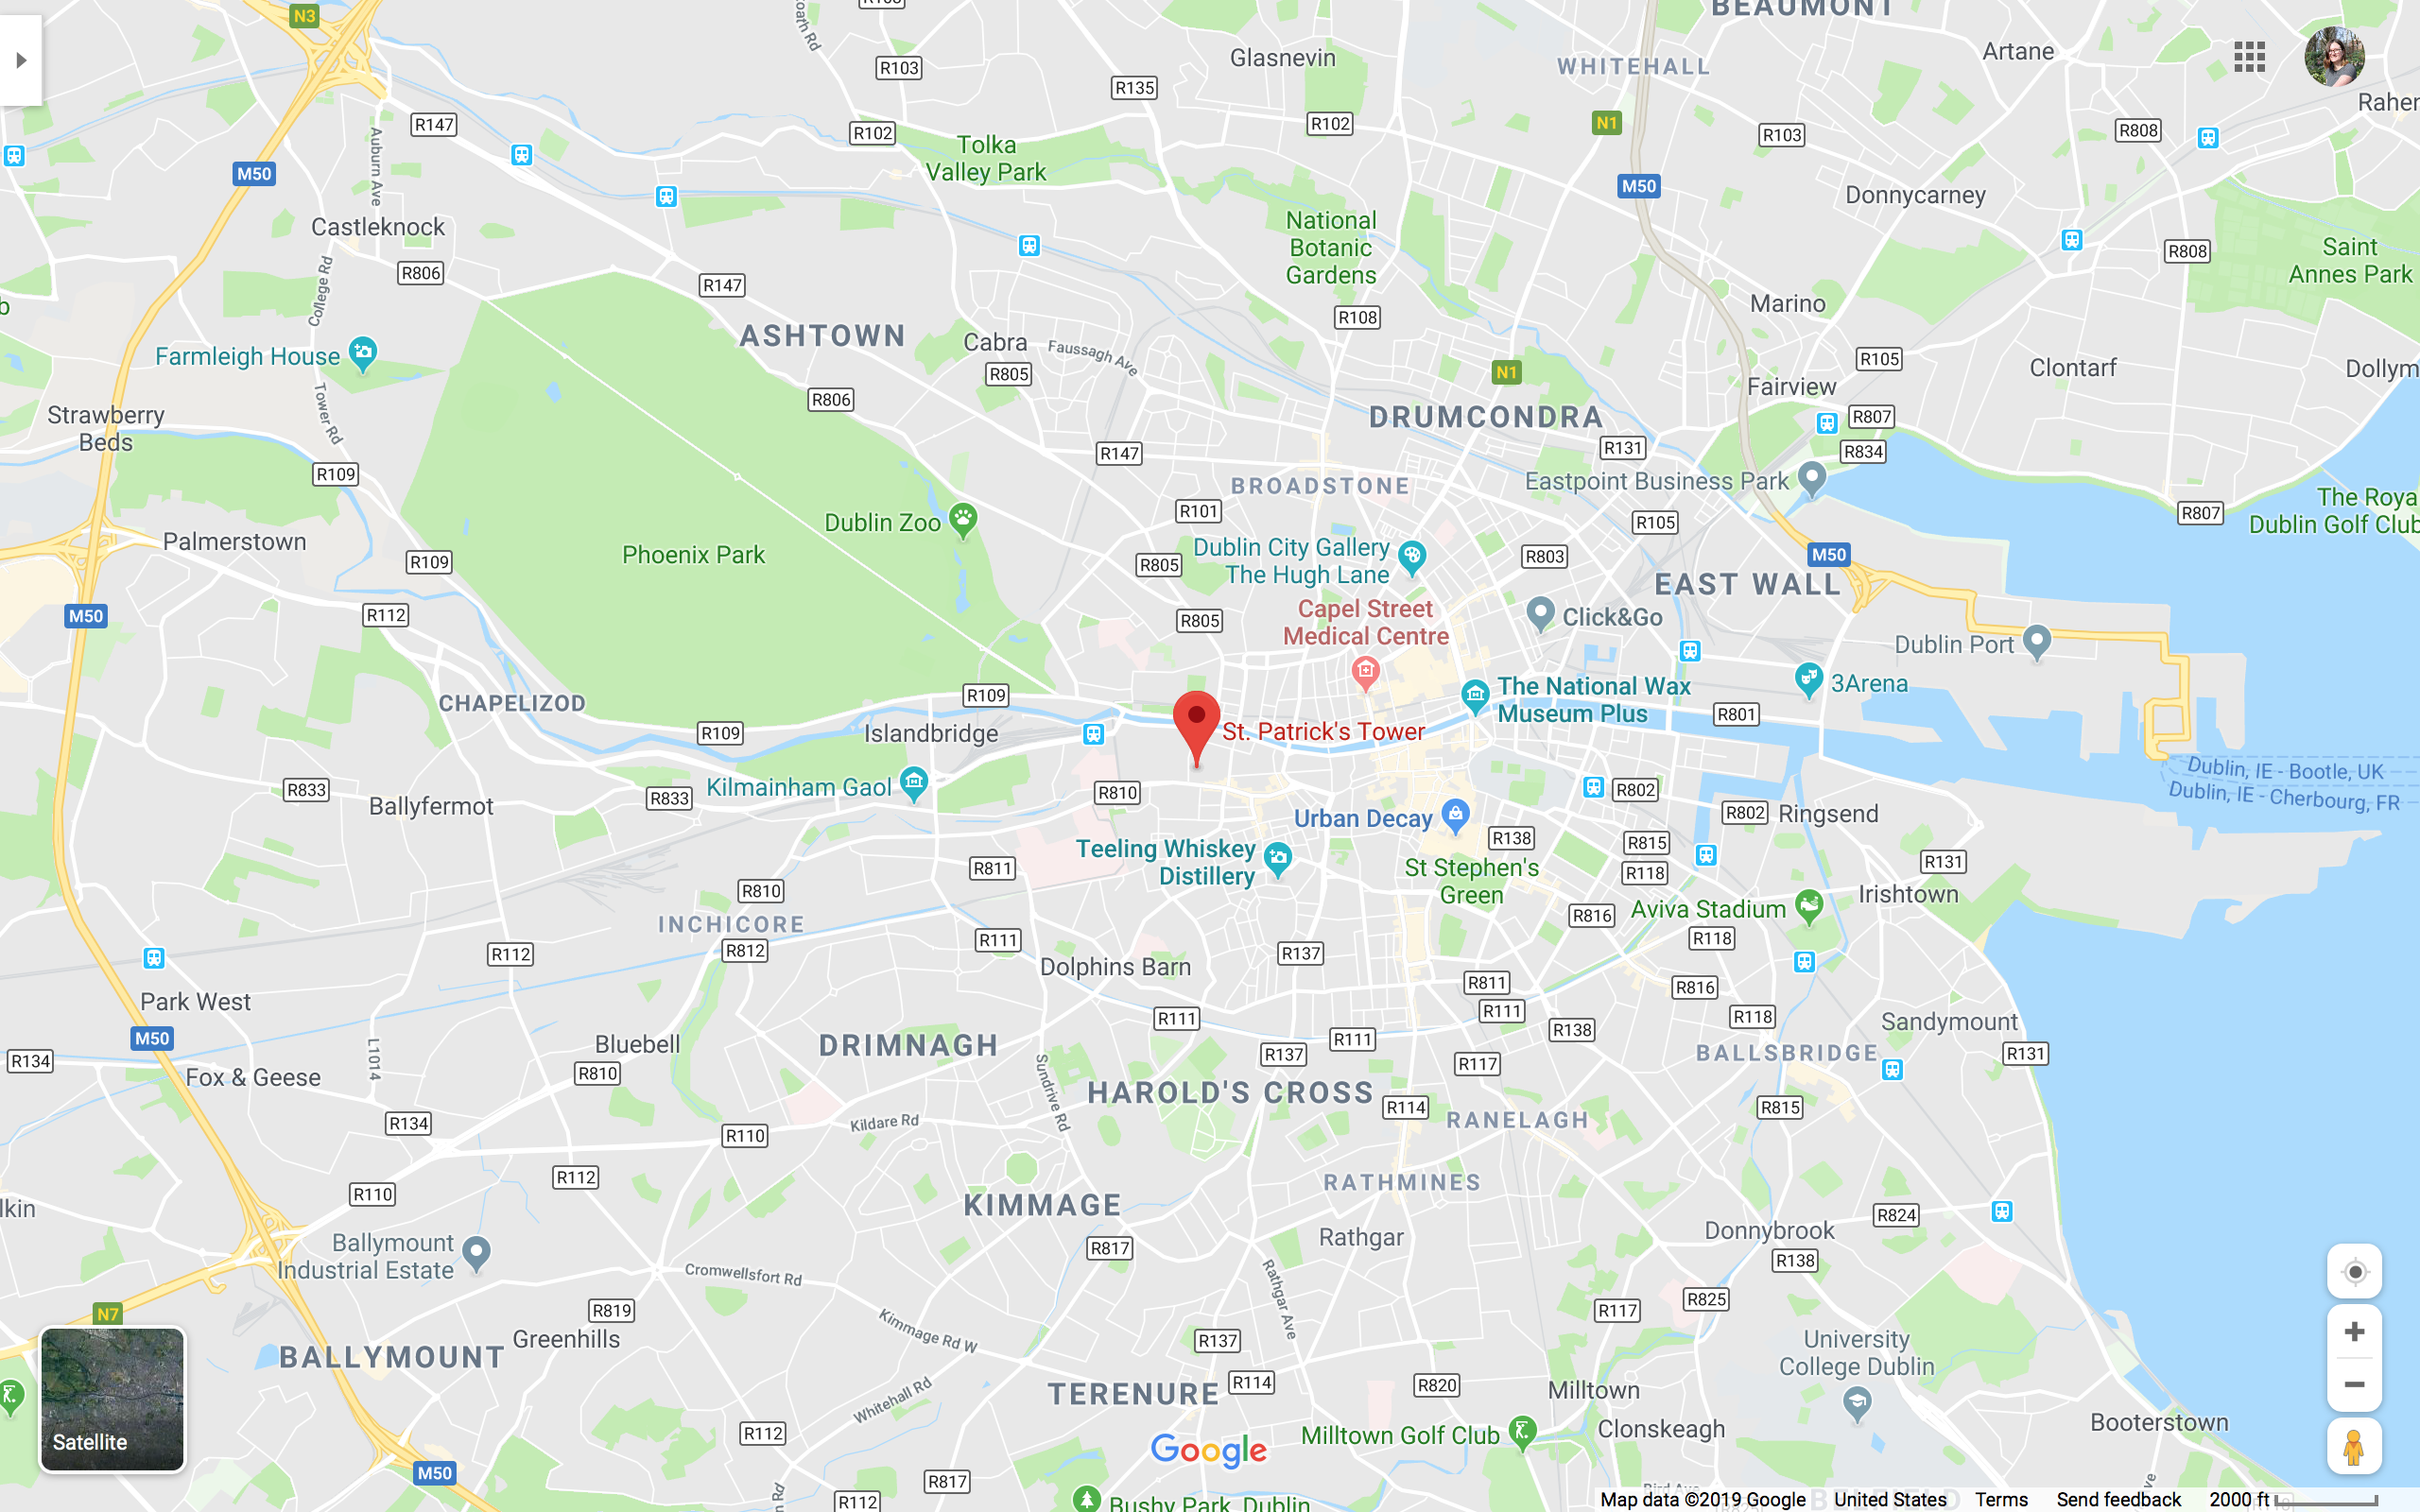 N3
R103
BEAUMONT
Glasnevin
WHITEHALL
Artane
R103
R135
Raher
R147
R102
R102
N1
R103
R808
Auburn Ave
Tolka
Valley Park
M50
M50
Donnycarney
Castleknock
National
Botanic
Gardens
R808
Saint
Annes Park
R806
College Rd
R147
Marino
R108
ASHTOWN
Cabra
Faussagh Ave
Farmleigh House
R805
N1
R105
Clontarf
Dollym
Fairview
R806
Tower Rd
Strawberry
Beds
DRUMCONDRA
R807
R147
R131
R834
R109
BROADSTONE
Eastpoint Business Park
R101
R105
R807
The Roya
Dublin Golf Club
Dublin Zoo
Palmerstown
Phoenix Park
R109
R805
Dublin City Gallery
The Hugh Lane
R803
M50
EAST WALL
M50
R112
R805
Capel Street
Medical Centre
Click&Go
Dublin Port
CHAPELIZOD
R109
The National Wax
Museum Plus
3Arena
R801
R109
Islandbridge
St. Patrick's Tower
Dublin, IE - Bootle, UK
Dublin, IE - Cherbourg, FR
R833
Ballyfermot
R833
Kilmainham Gaol
R810
R802
R802
Ringsend
Urban Decay
R138
R815
Teeling Whiskey
Distillery
R811
St Stephen's
Green
R118
R131
R810
Irishtown
INCHICORE
R816
Aviva Stadium
R812
R111
R118
R112
R137
Dolphins Barn
Park West
R811
R816
R111
R111
R118
M50
R138
Sandymount
Bluebell
DRIMNAGH
R111
R137
BALLSBRIDGE
R131
R134
L1014
R117
Fox & Geese
R810
Sundrive Rd
HAROLD'S CROSS
R114
R815
R134
Kildare Rd
RANELAGH
R110
R112
RATHMINES
R110
lkin
KIMMAGE
R824
Donnybrook
Rathgar
Ballymount
Industrial Estate
R817
R138
Cromwellsfort Rd
Rathgar Ave
N7
R819
R825
R117
Greenhills
Kimmage Rd W
R137
University
College Dublin
BALLYMOUNT
R114
R820
Milltown
TERENURE
Whitehall Rd
Satellite
R112
Google
Milltown Golf Club
Clonskeagh
Booterstown
M50
R817
R112
Bushy Park, Dublin
Map data ©2019 Google
United States
Terms
Send feedback
2000 ft